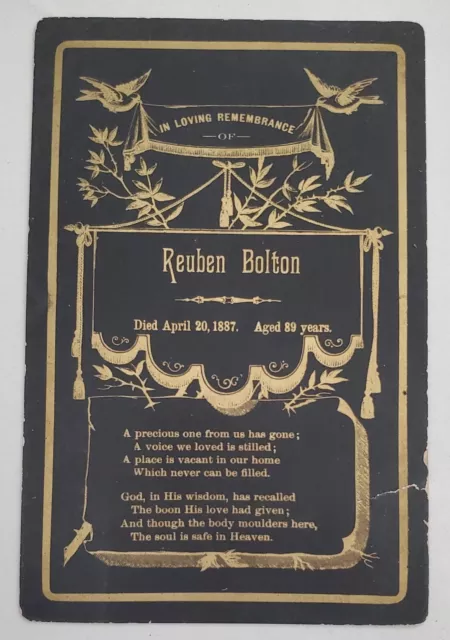 IN LOVING REMEMBRANCE
—OF—
Reuben Bolton
Died April 20, 1887. Aged 89 years.
A precious one from us has gone;
A voice we loved is stilled;
A place is vacant in our home
Which never can be filled.
God, in His wisdom, has recalled
The boon His love had given;
And though the body moulders here,
The soul is safe in Heaven.